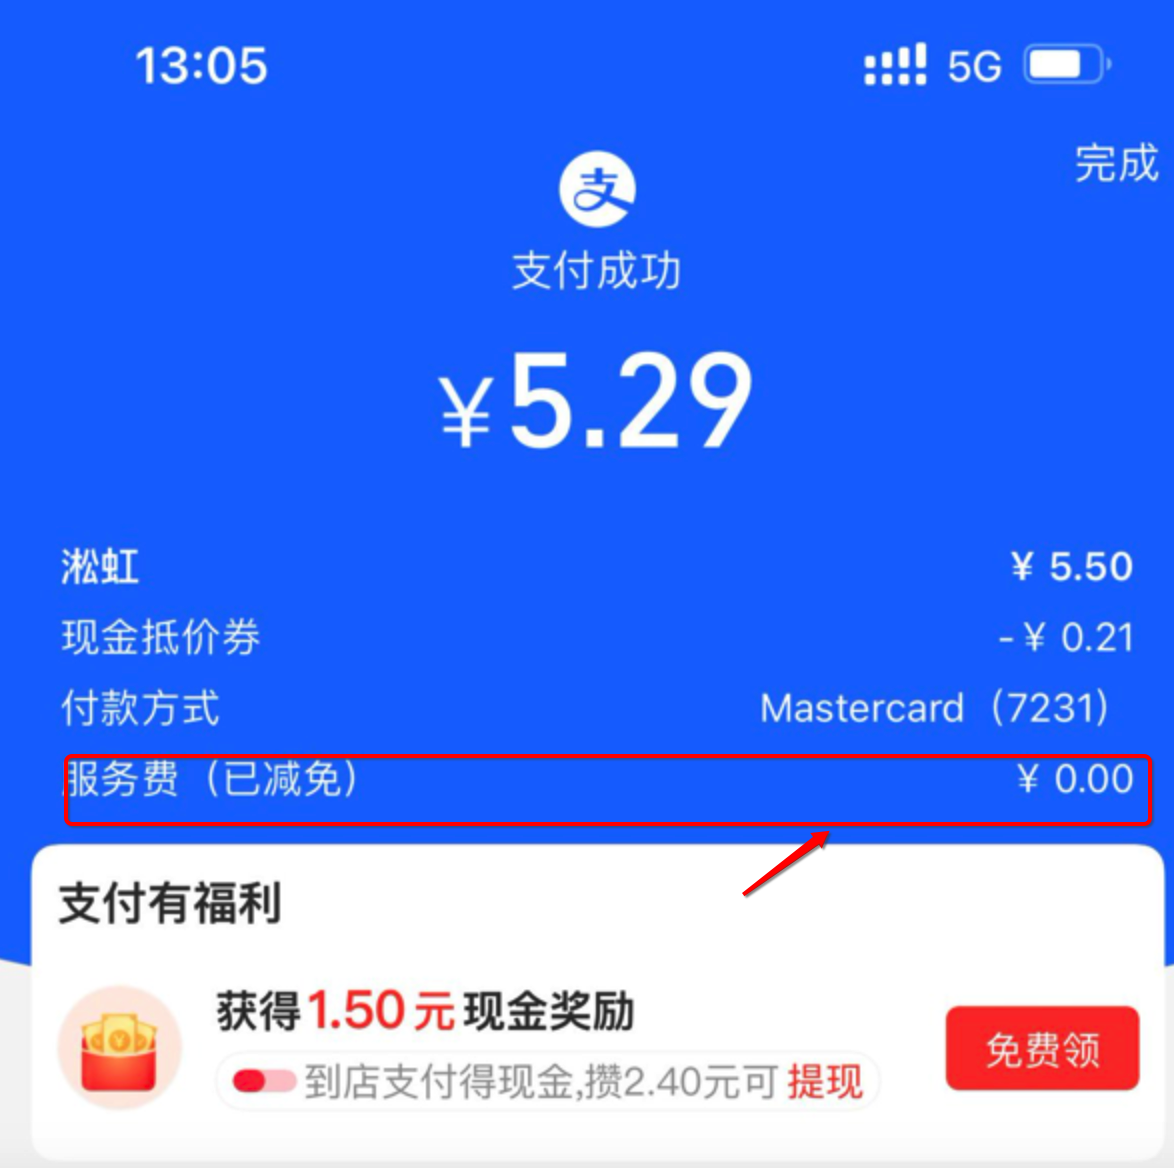 13:05 5G
完成
支
支付成功
¥5.29
淞虹 ¥ 5.50
现金抵价券 -¥ 0.21
付款方式 Mastercard（7231）
服务费（已减免） ¥ 0.00
支付有福利
获得1.50元现金奖励
免费领
到店支付得现金,攒2.40元可提现